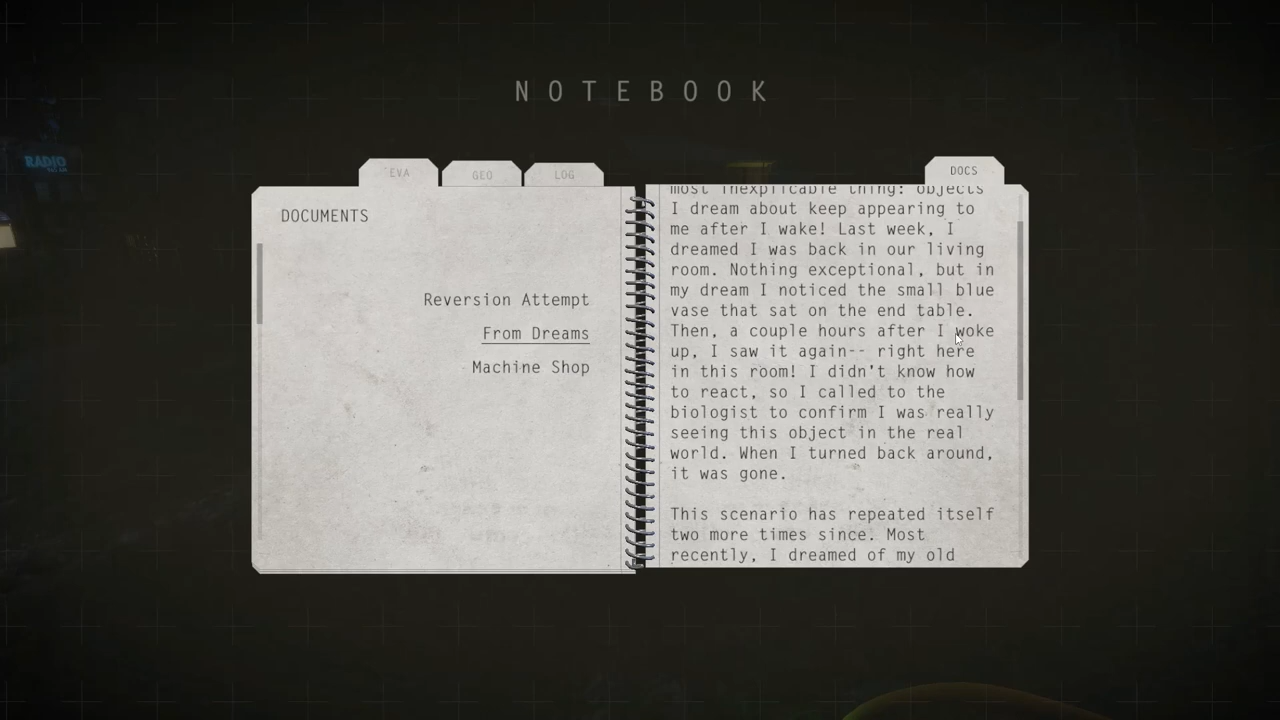 NOTEBOOK
RADIO
EVA
GEO
LOG
DOCS
DOCUMENTS
Reversion Attempt
From Dreams
Machine Shop
most inexplicable thing: objects
I dream about keep appearing to
me after I wake! Last week, I
dreamed I was back in our living
room. Nothing exceptional, but in
my dream I noticed the small blue
vase that sat on the end table.
Then, a couple hours after I woke
up, I saw it again-- right here
in this room! I didn't know how
to react, so I called to the
biologist to confirm I was really
seeing this object in the real
world. When I turned back around,
it was gone.
This scenario has repeated itself
two more times since. Most
recently, I dreamed of my old